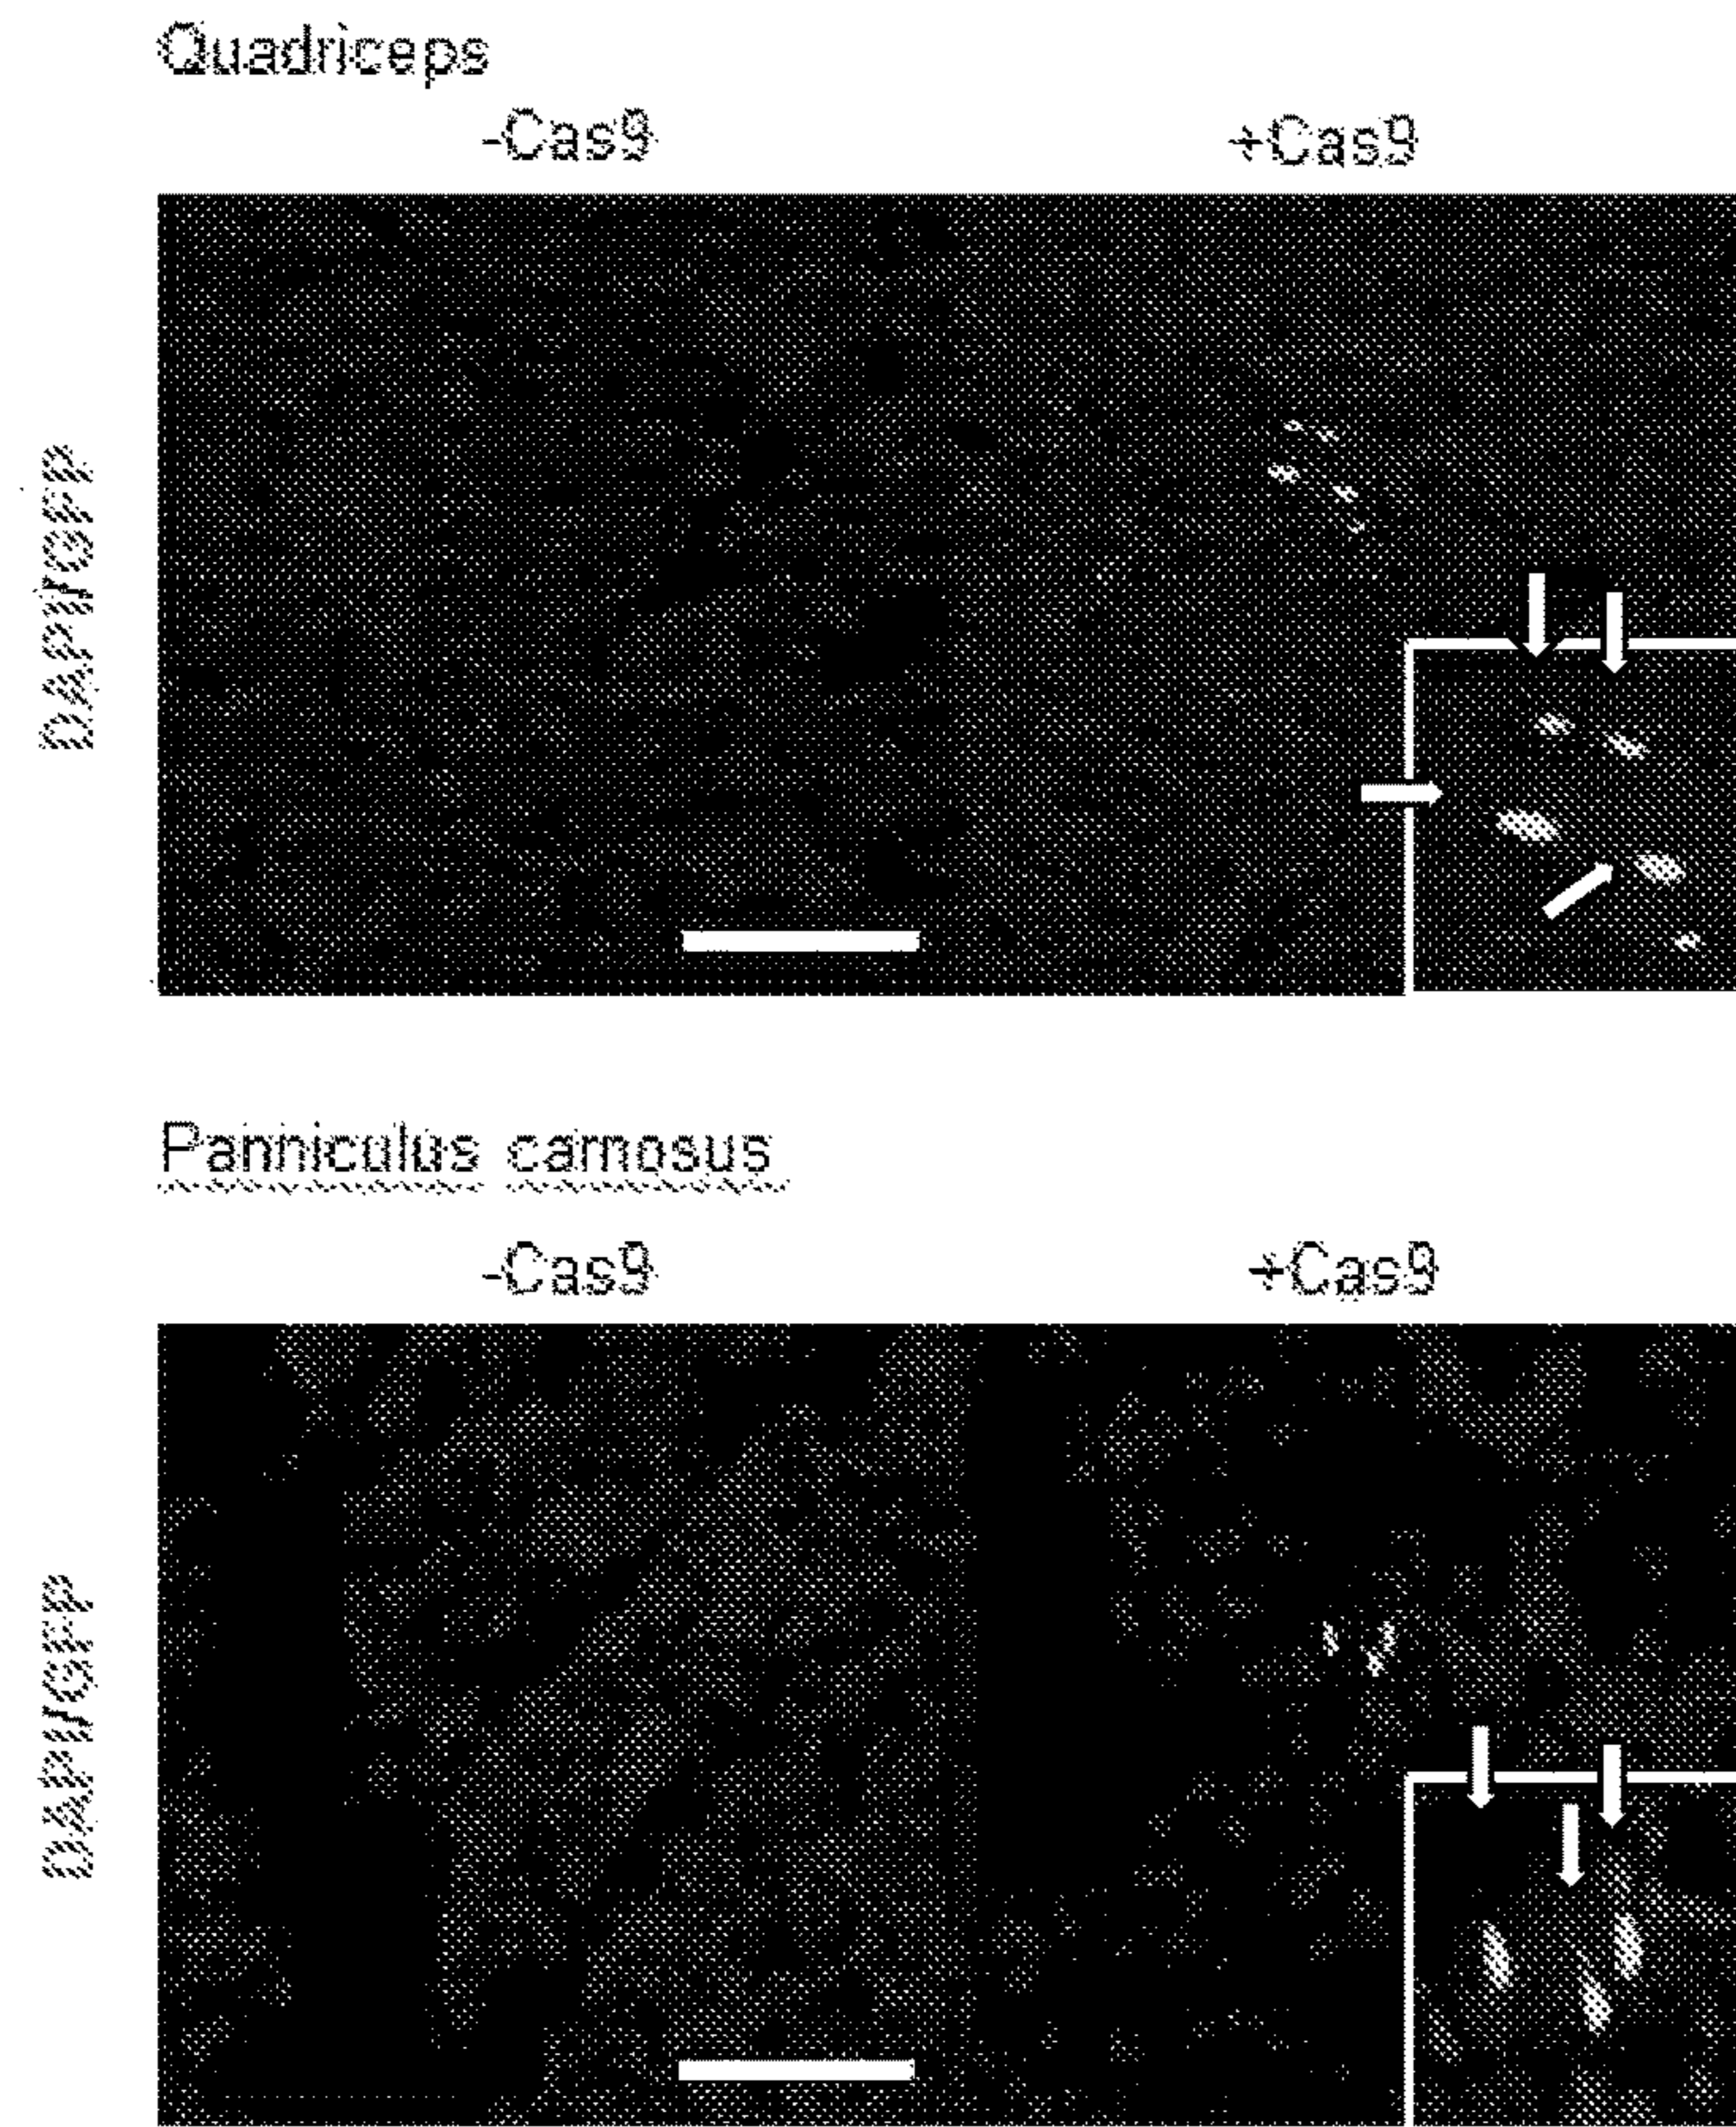 Quadriceps
-Cas9
+Cas9
DAPI/GFP
Panniculus carnosus
-Cas9
+Cas9
DAPI/GFP